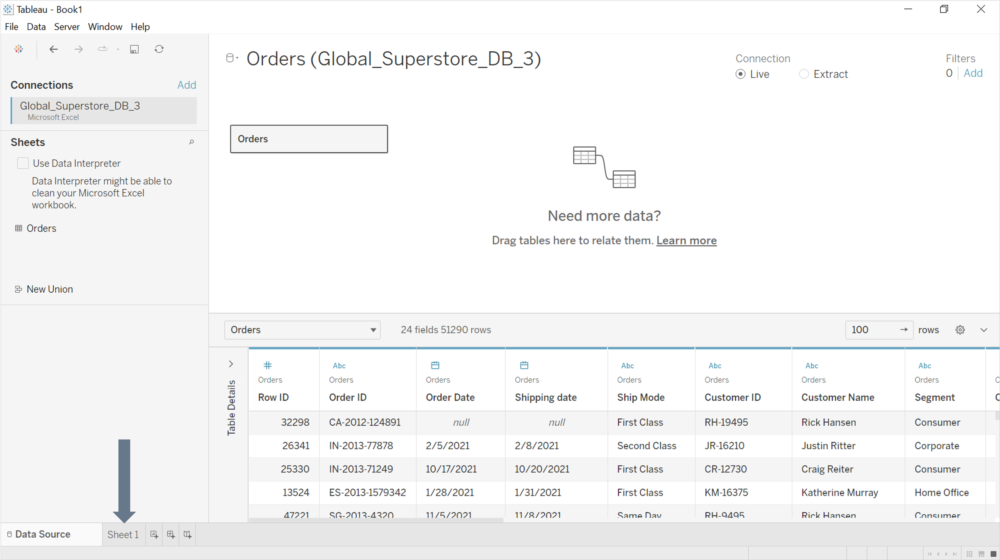 Tableau - Book1
File Data Server Window Help
Connections Add
Global_Superstore_DB_3
Microsoft Excel
Sheets
Use Data Interpreter
Data Interpreter might be able to
clean your Microsoft Excel
workbook.
Orders
New Union
Orders (Global_Superstore_DB_3)
Connection
Live Extract
Filters
0 Add
Orders
Need more data?
Drag tables here to relate them. Learn more
Orders 24 fields 51290 rows 100 rows
Table Details
# Abc Abc Abc Abc Abc
Orders Orders Orders Orders Orders Orders Orders Orders
Row ID Order ID Order Date Shipping date Ship Mode Customer ID Customer Name Segment
32298 CA-2012-124891 null null First Class RH-19495 Rick Hansen Consumer
26341 IN-2013-77878 2/5/2021 2/8/2021 Second Class JR-16210 Justin Ritter Corporate
25330 IN-2013-71249 10/17/2021 10/20/2021 First Class CR-12730 Craig Reiter Consumer
13524 ES-2013-1579342 1/28/2021 1/31/2021 First Class KM-16375 Katherine Murray Home Office
47221 SG-2013-4320 11/5/2021 11/8/2021 Same Day RH-9495 Rick Hansen Consumer
Data Source Sheet 1